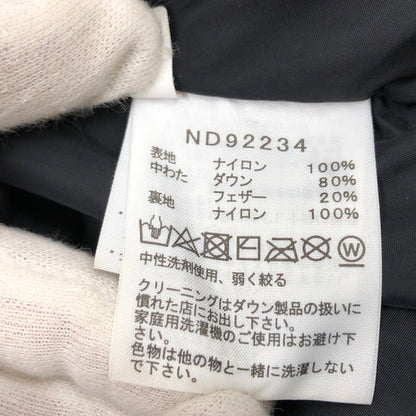 ND92234
表地 ナイロン 100%
中わた ダウン 80%
フェザー 20%
裏地 ナイロン 100%
W
中性洗剤使用、弱く絞る
クリーニングはダウン製品の扱いに
慣れた店にお出し下さい。
家庭用洗濯機のご使用はお避け下
さい。
色物は他の物と一緒に洗濯しない
で下さい。